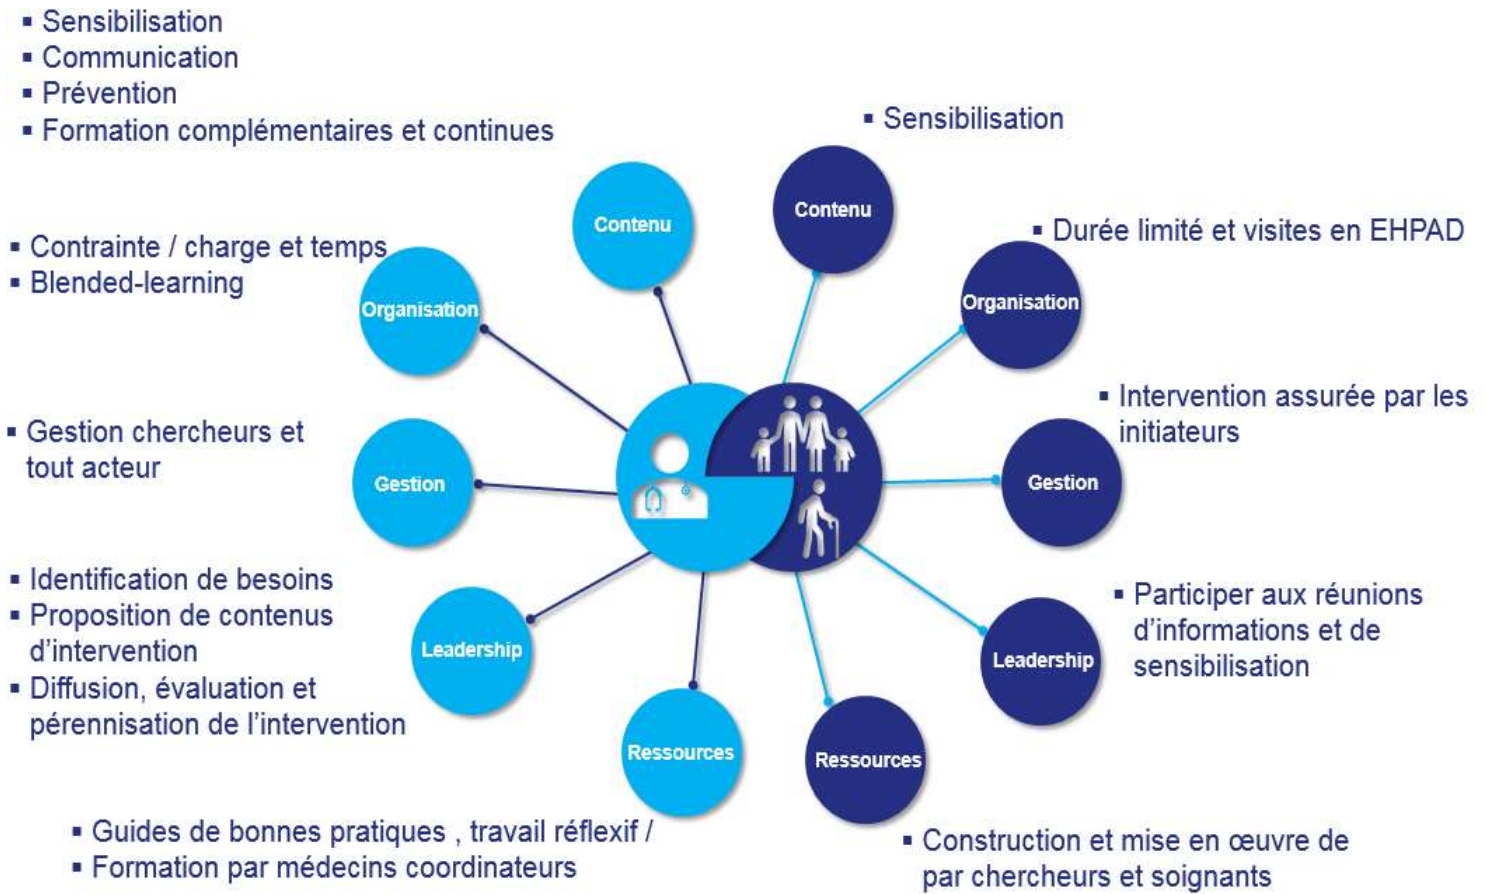 ▪ Sensibilisation
▪ Communication
▪ Prévention
▪ Formation complémentaires et continues
▪ Sensibilisation
Contenu
Contenu
▪ Contrainte / charge et temps
▪ Blended-learning
Organisation
▪ Durée limité et visites en EHPAD
Organisation
▪ Gestion chercheurs et
tout acteur
Gestion
▪ Intervention assurée par les
initiateurs
Gestion
▪ Identification de besoins
▪ Proposition de contenus
d’intervention
▪ Diffusion, évaluation et
pérennisation de l’intervention
Leadership
▪ Participer aux réunions
d’informations et de
sensibilisation
Leadership
Ressources
Ressources
▪ Guides de bonnes pratiques , travail réflexif /
▪ Formation par médecins coordinateurs
▪ Construction et mise en œuvre de
par chercheurs et soignants